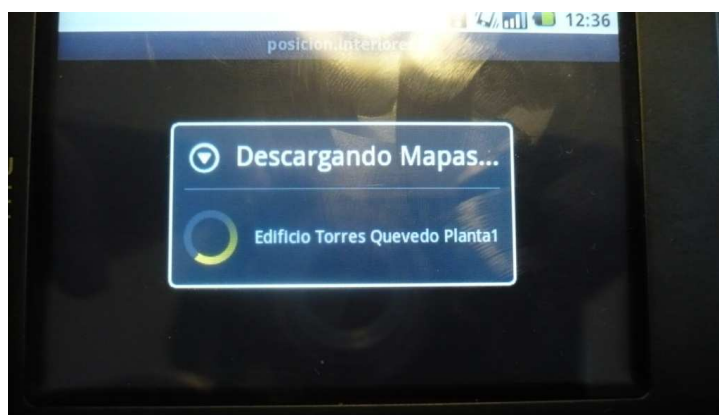 12:36
posicion.interiores
Descargando Mapas...
Edificio Torres Quevedo Planta1